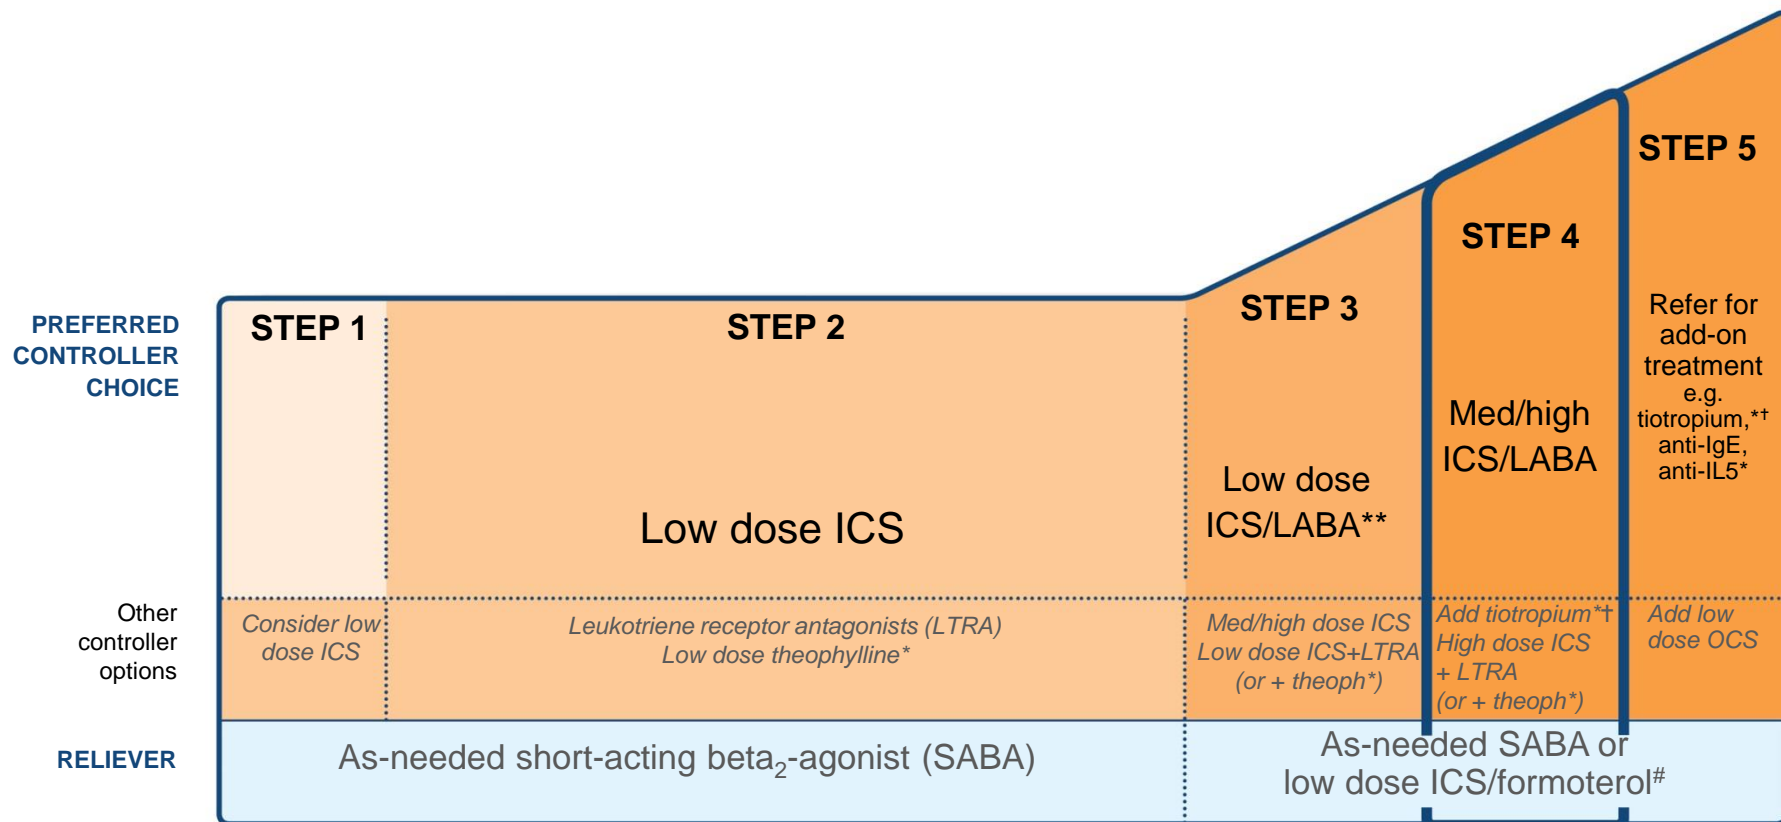 PREFERRED
CONTROLLER
CHOICE
STEP 1
STEP 2
Low dose ICS
STEP 3
Low dose
ICS/LABA**
STEP 4
Med/high
ICS/LABA
STEP 5
Refer for
add-on
treatment
e.g.
tiotropium,*†
anti-IgE,
anti-IL5*
Other
controller
options
Consider low
dose ICS
Leukotriene receptor antagonists (LTRA)
Low dose theophylline*
Med/high dose ICS
Low dose ICS+LTRA
(or + theoph*)
Add tiotropium*†
High dose ICS
+ LTRA
(or + theoph*)
Add low
dose OCS
RELIEVER
As-needed short-acting beta₂-agonist (SABA)
As-needed SABA or
low dose ICS/formoterol#